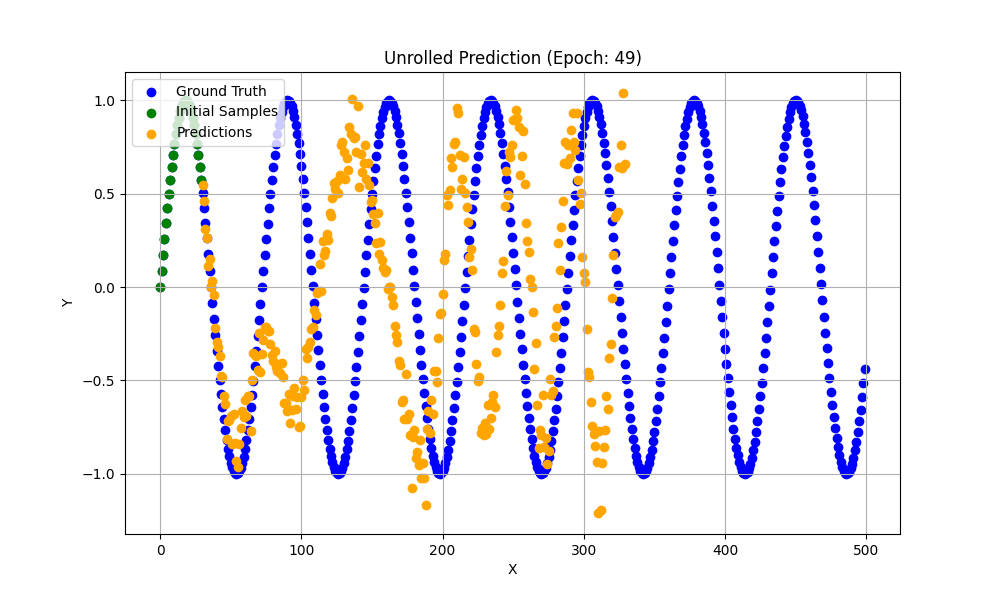 Unrolled Prediction (Epoch: 49)
Ground Truth
Initial Samples
Predictions
1.0
0.5
0.0
−0.5
−1.0
Y
0 100 200 300 400 500
X